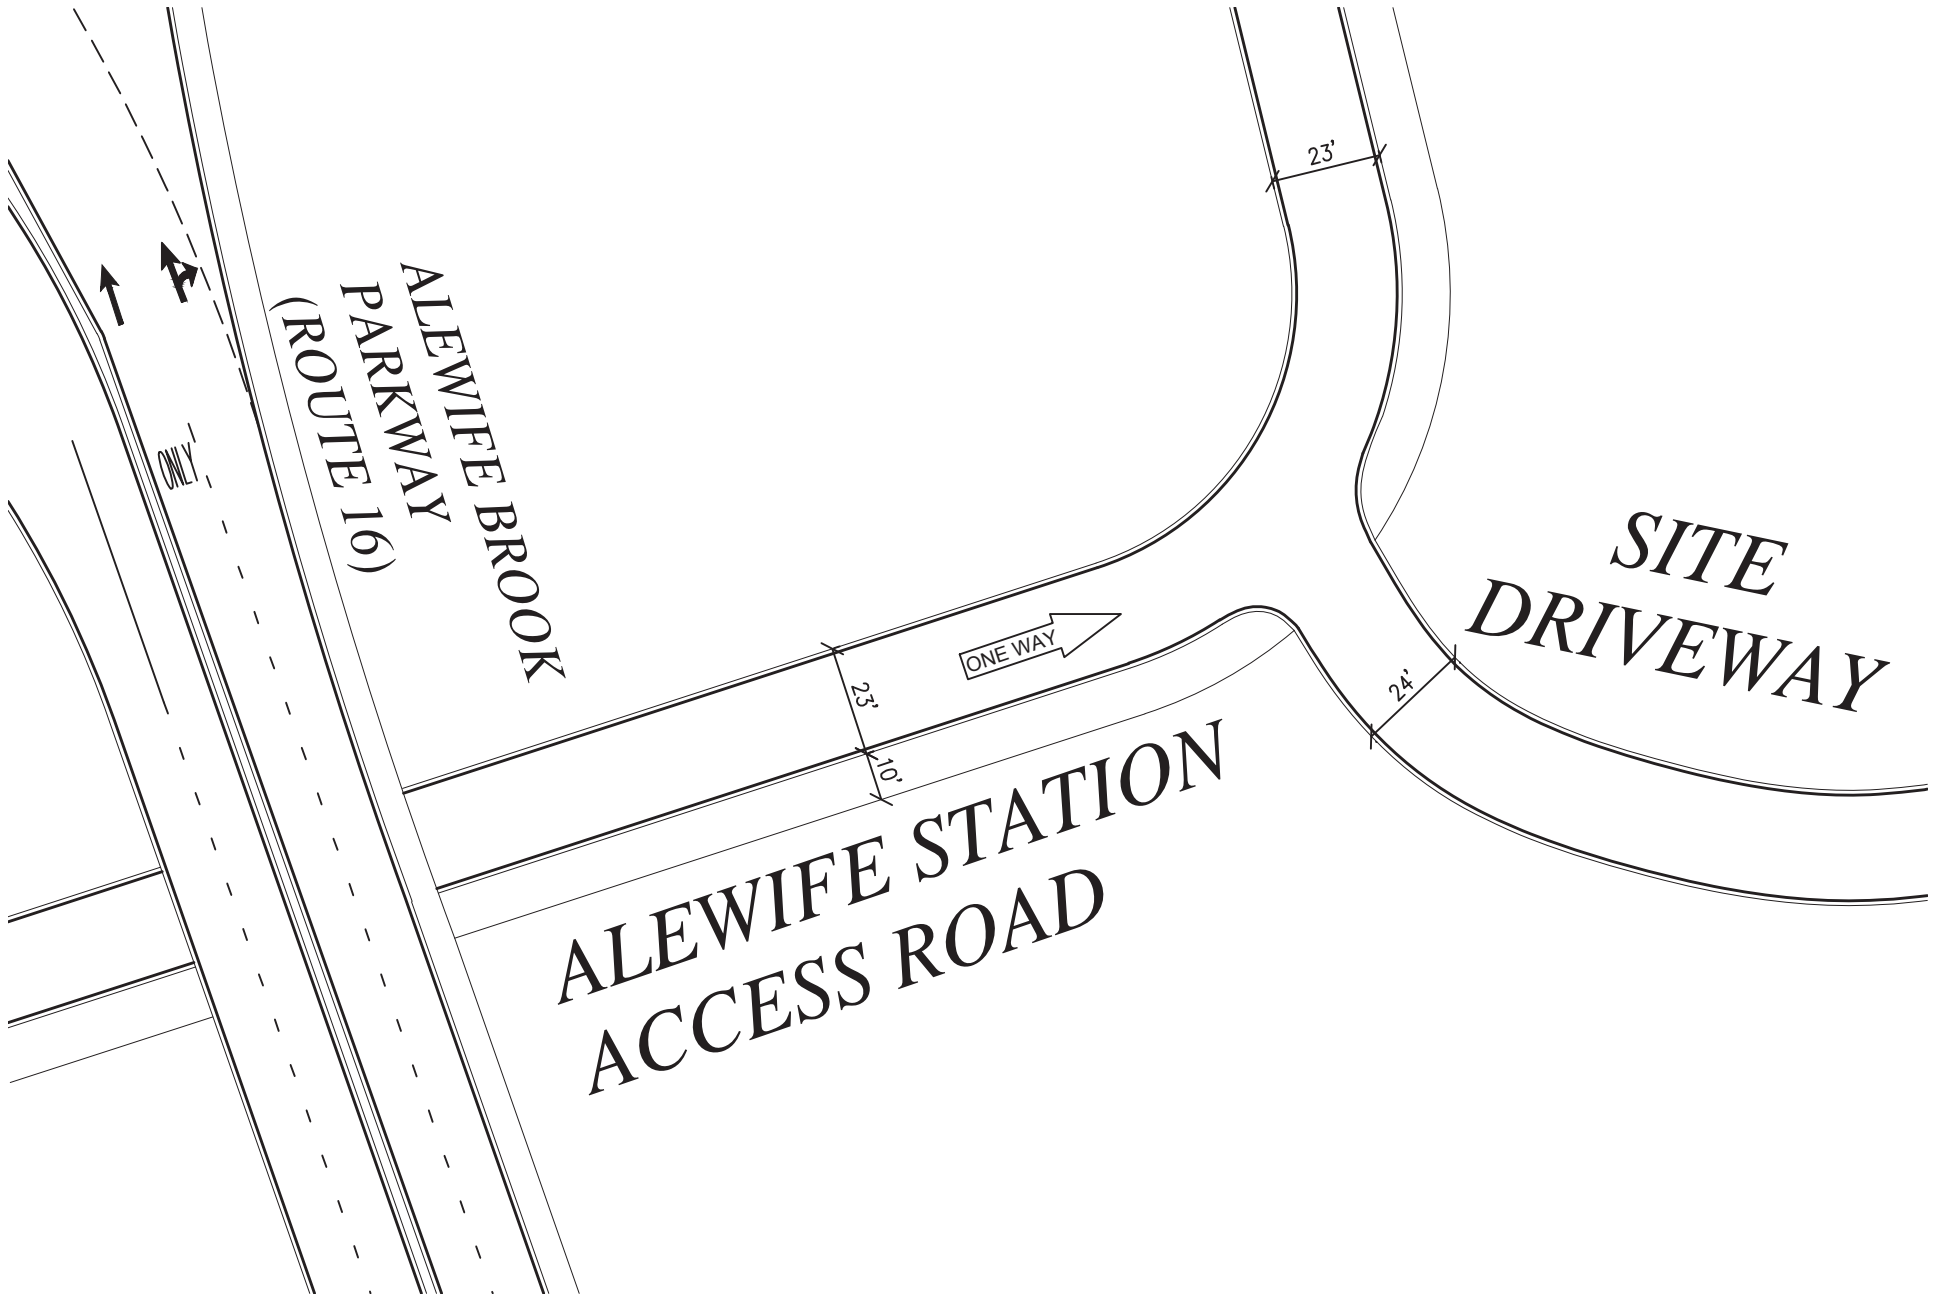 23'
ALEWIFE BROOK
PARKWAY
(ROUTE 16)
ONLY
SITE
DRIVEWAY
ONE WAY
23'
24'
10'
ALEWIFE STATION
ACCESS ROAD